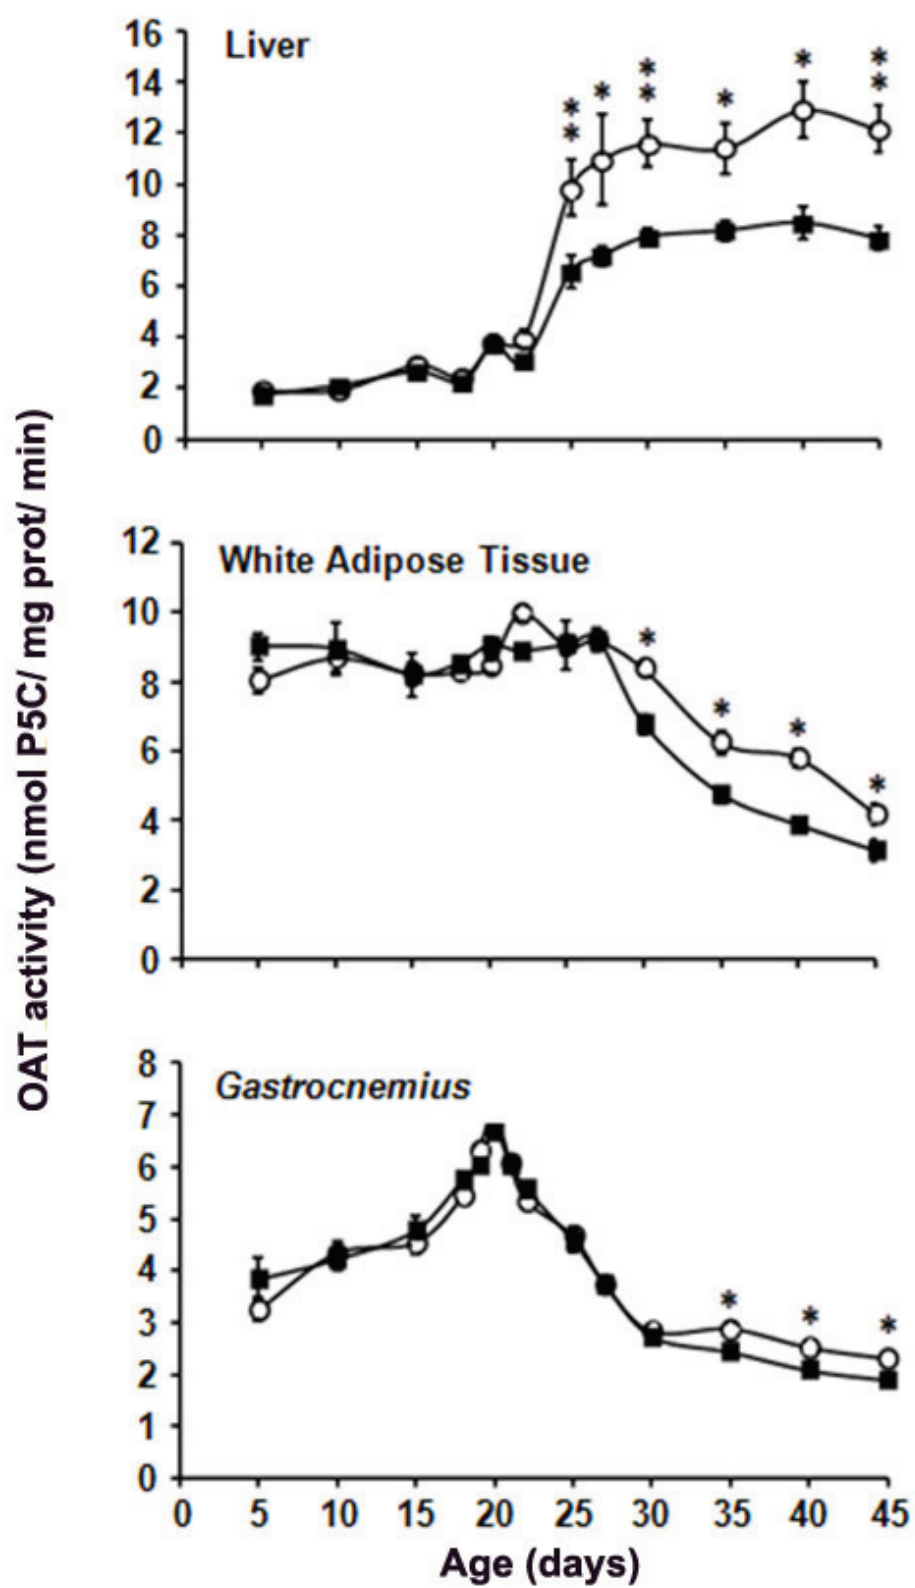 OAT activity (nmol P5C/ mg prot/ min)
Liver
16
14
12
10
8
6
4
2
0
* * * * * * * * *
White Adipose Tissue
12
10
8
6
4
2
0
* * * *
Gastrocnemius
8
7
6
5
4
3
2
1
0
* * *
0 5 10 15 20 25 30 35 40 45
Age (days)